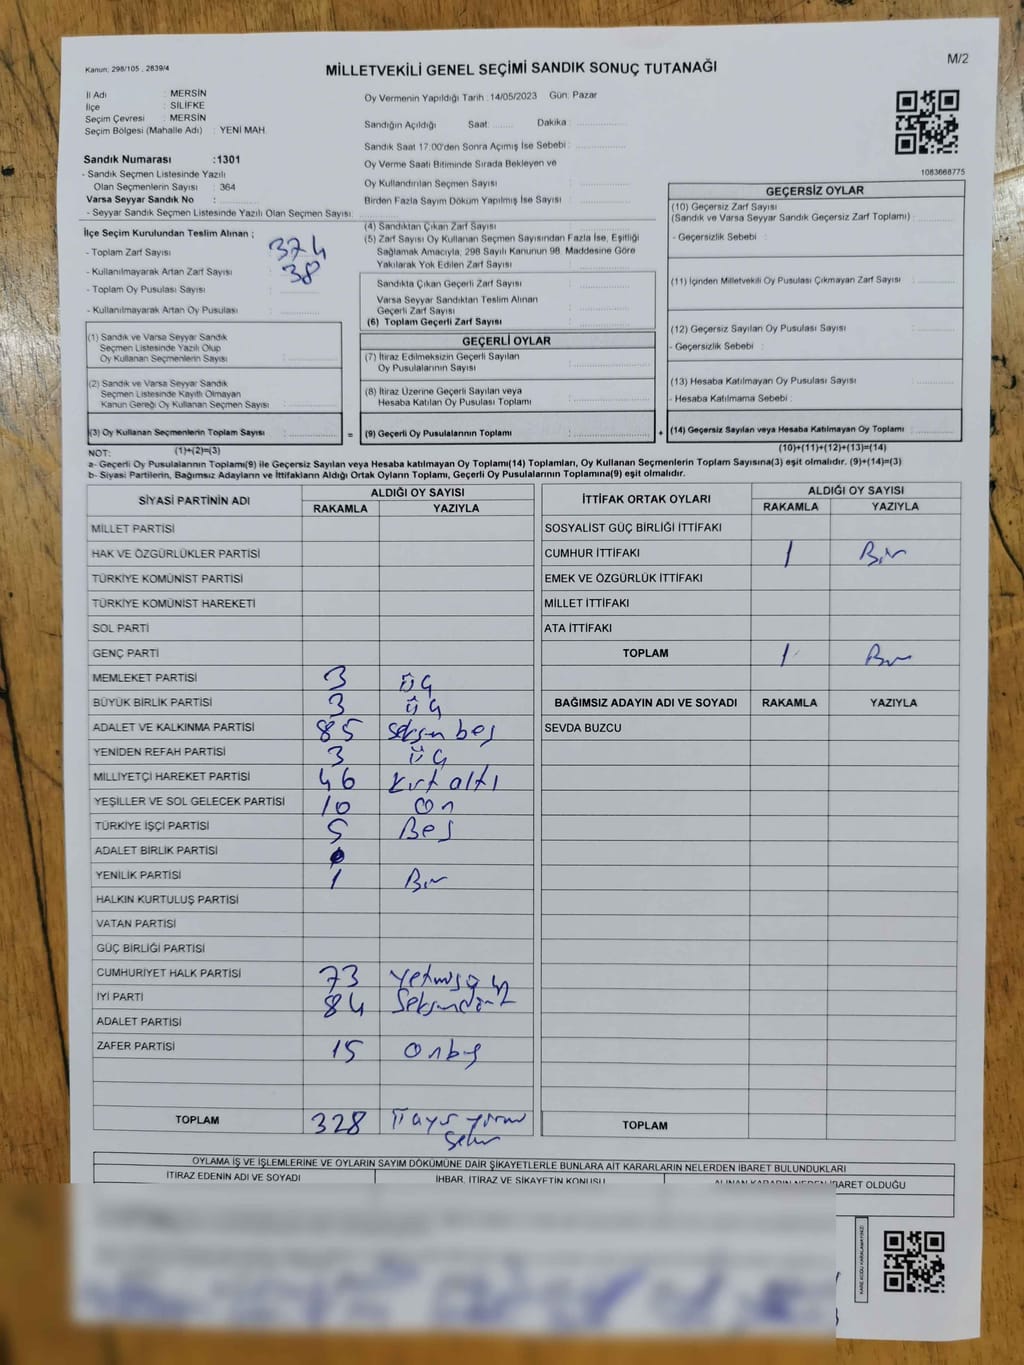 Kanun: 298/105 , 2839/4
MİLLETVEKİLİ GENEL SEÇİMİ SANDIK SONUÇ TUTANAĞI
M/2
İl Adı : MERSİN
İlçe : SİLİFKE
Seçim Çevresi : MERSİN
Seçim Bölgesi (Mahalle Adı) : YENİ MAH.
Sandık Numarası :1301
- Sandık Seçmen Listesinde Yazılı
Olan Seçmenlerin Sayısı : 364
Varsa Seyyar Sandık No :
- Seyyar Sandık Seçmen Listesinde Yazılı Olan Seçmen Sayısı:
Oy Vermenin Yapıldığı Tarih :14/05/2023 Gün: Pazar
Sandığın Açıldığı Saat: Dakika :
Sandık Saat 17:00'den Sonra Açımış İse Sebebi :
Oy Verme Saati Bitiminde Sırada Bekleyen ve
Oy Kullandırılan Seçmen Sayısı :
Birden Fazla Sayım Döküm Yapılmış İse Sayısı :
1083668775
İlçe Seçim Kurulundan Teslim Alınan ;
- Toplam Zarf Sayısı 374
- Kullanılmayarak Artan Zarf Sayısı : 38
- Toplam Oy Pusulası Sayısı :
- Kullanılmayarak Artan Oy Pusulası :
(1) Sandık ve Varsa Seyyar Sandık
Seçmen Listesinde Yazılı Olup
Oy Kullanan Seçmenlerin Sayısı :
(2) Sandık ve Varsa Seyyar Sandık
Seçmen Listesinde Kayıtlı Olmayan
Kanun Gereği Oy Kullanan Seçmen Sayısı :
(3) Oy Kullanan Seçmenlerin Toplam Sayısı : =
(4) Sandıktan Çıkan Zarf Sayısı :
(5) Zarf Sayısı Oy Kullanan Seçmen Sayısından Fazla İse, Eşitliği
Sağlamak Amacıyla, 298 Sayılı Kanunun 98. Maddesine Göre
Yakılarak Yok Edilen Zarf Sayısı :
Sandıkta Çıkan Geçerli Zarf Sayısı :
Varsa Seyyar Sandıktan Teslim Alınan
Geçerli Zarf Sayısı :
(6) Toplam Geçerli Zarf Sayısı :
GEÇERLİ OYLAR
(7) İtiraz Edilmeksizin Geçerli Sayılan
Oy Pusulalarının Sayısı :
(8) İtiraz Üzerine Geçerli Sayılan veya
Hesaba Katılan Oy Pusulası Toplamı :
(9) Geçerli Oy Pusulalarının Toplamı : +
GEÇERSİZ OYLAR
(10) Geçersiz Zarf Sayısı
(Sandık ve Varsa Seyyar Sandık Geçersiz Zarf Toplamı) :
- Geçersizlik Sebebi :
(11) İçinden Milletvekili Oy Pusulası Çıkmayan Zarf Sayısı :
(12) Geçersiz Sayılan Oy Pusulası Sayısı :
- Geçersizlik Sebebi :
(13) Hesaba Katılmayan Oy Pusulası Sayısı :
- Hesaba Katılmama Sebebi :
(14) Geçersiz Sayılan veya Hesaba Katılmayan Oy Toplamı :
NOT: (1)+(2)=(3) (10)+(11)+(12)+(13)=(14)
a- Geçerli Oy Pusulalarının Toplamı(9) ile Geçersiz Sayılan veya Hesaba katılmayan Oy Toplamı(14) Toplamları, Oy Kullanan Seçmenlerin Toplam Sayısına(3) eşit olmalıdır. (9)+(14)=(3)
b- Siyasi Partilerin, Bağımsız Adayların ve İttifakların Aldığı Oyların Toplamı, Geçerli Oy Pusulalarının Toplamına(9) eşit olmalıdır.
SİYASİ PARTİNİN ADI ALDIĞI OY SAYISI
RAKAMLA YAZIYLA
MİLLET PARTİSİ
HAK VE ÖZGÜRLÜKLER PARTİSİ
TÜRKİYE KOMÜNİST PARTİSİ
TÜRKİYE KOMÜNİST HAREKETİ
SOL PARTİ
GENÇ PARTİ
MEMLEKET PARTİSİ 3 üç
BÜYÜK BİRLİK PARTİSİ 3 üç
ADALET VE KALKINMA PARTİSİ 85 seksen beş
YENİDEN REFAH PARTİSİ 3 üç
MİLLİYETÇİ HAREKET PARTİSİ 46 kırk altı
YEŞİLLER VE SOL GELECEK PARTİSİ 10 on
TÜRKİYE İŞÇİ PARTİSİ 5 Beş
ADALET BİRLİK PARTİSİ
YENİLİK PARTİSİ 1 Bir
HALKIN KURTULUŞ PARTİSİ
VATAN PARTİSİ
GÜÇ BİRLİĞİ PARTİSİ
CUMHURİYET HALK PARTİSİ 73 yetmişüç
İYİ PARTİ 84 Seksendört
ADALET PARTİSİ
ZAFER PARTİSİ 15 Onbeş
TOPLAM 328
İTTİFAK ORTAK OYLARI ALDIĞI OY SAYISI
RAKAMLA YAZIYLA
SOSYALİST GÜÇ BİRLİĞİ İTTİFAKI
CUMHUR İTTİFAKI 1 Bir
EMEK VE ÖZGÜRLÜK İTTİFAKI
MİLLET İTTİFAKI
ATA İTTİFAKI
TOPLAM 1 Bir
BAĞIMSIZ ADAYIN ADI VE SOYADI RAKAMLA YAZIYLA
SEVDA BUZCU
TOPLAM
OYLAMA İŞ VE İŞLEMLERİNE VE OYLARIN SAYIM DÖKÜMÜNE DAİR ŞİKAYETLERLE BUNLARA AİT KARARLARIN NELERDEN İBARET BULUNDUKLARI
İTİRAZ EDENİN ADI VE SOYADI İHBAR, İTİRAZ VE ŞİKAYETİN KONUSU ALINAN KARARIN NEDEN İBARET OLDUĞU